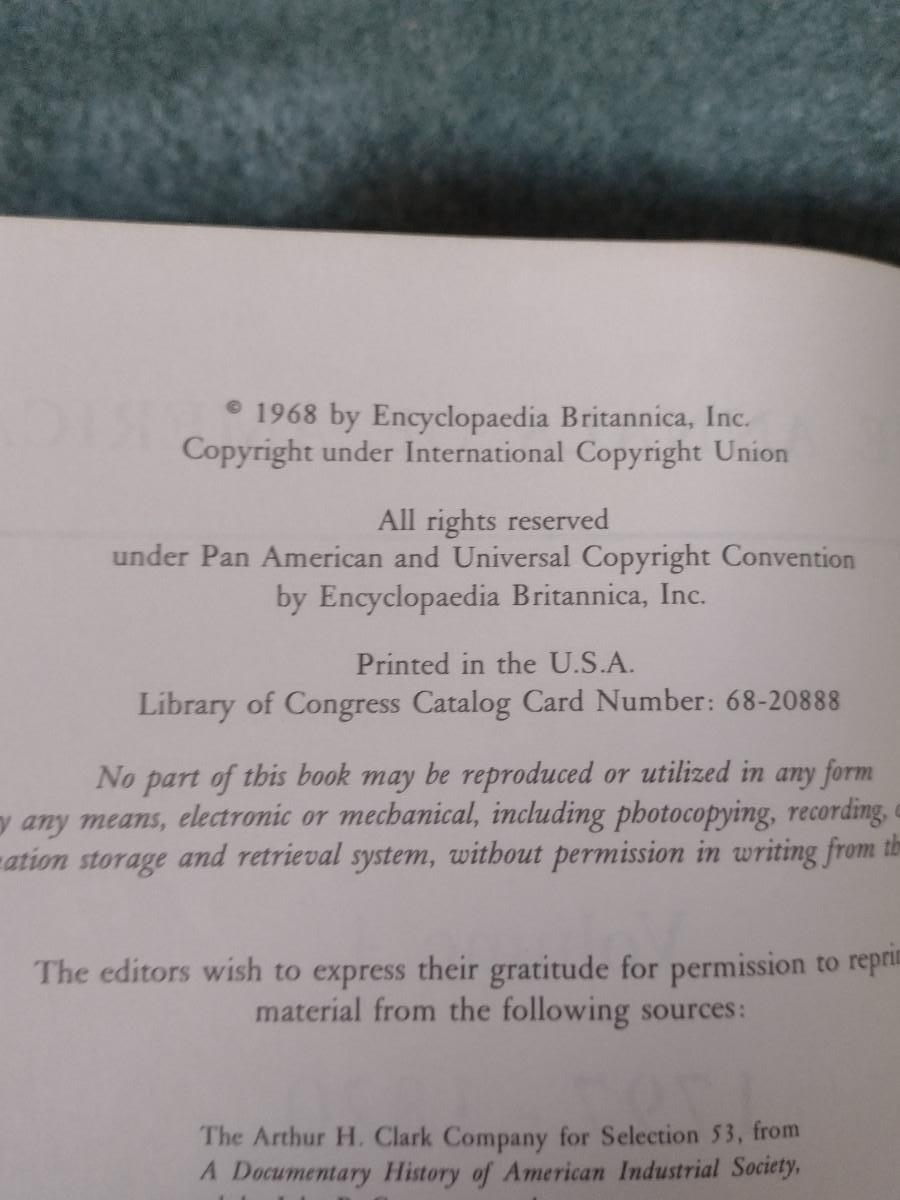 © 1968 by Encyclopaedia Britannica, Inc.
Copyright under International Copyright Union
All rights reserved
under Pan American and Universal Copyright Convention
by Encyclopaedia Britannica, Inc.
Printed in the U.S.A.
Library of Congress Catalog Card Number: 68-20888
No part of this book may be reproduced or utilized in any form
y any means, electronic or mechanical, including photocopying, recording,
ation storage and retrieval system, without permission in writing from th
The editors wish to express their gratitude for permission to reprin
material from the following sources:
The Arthur H. Clark Company for Selection 53, from
A Documentary History of American Industrial Society,